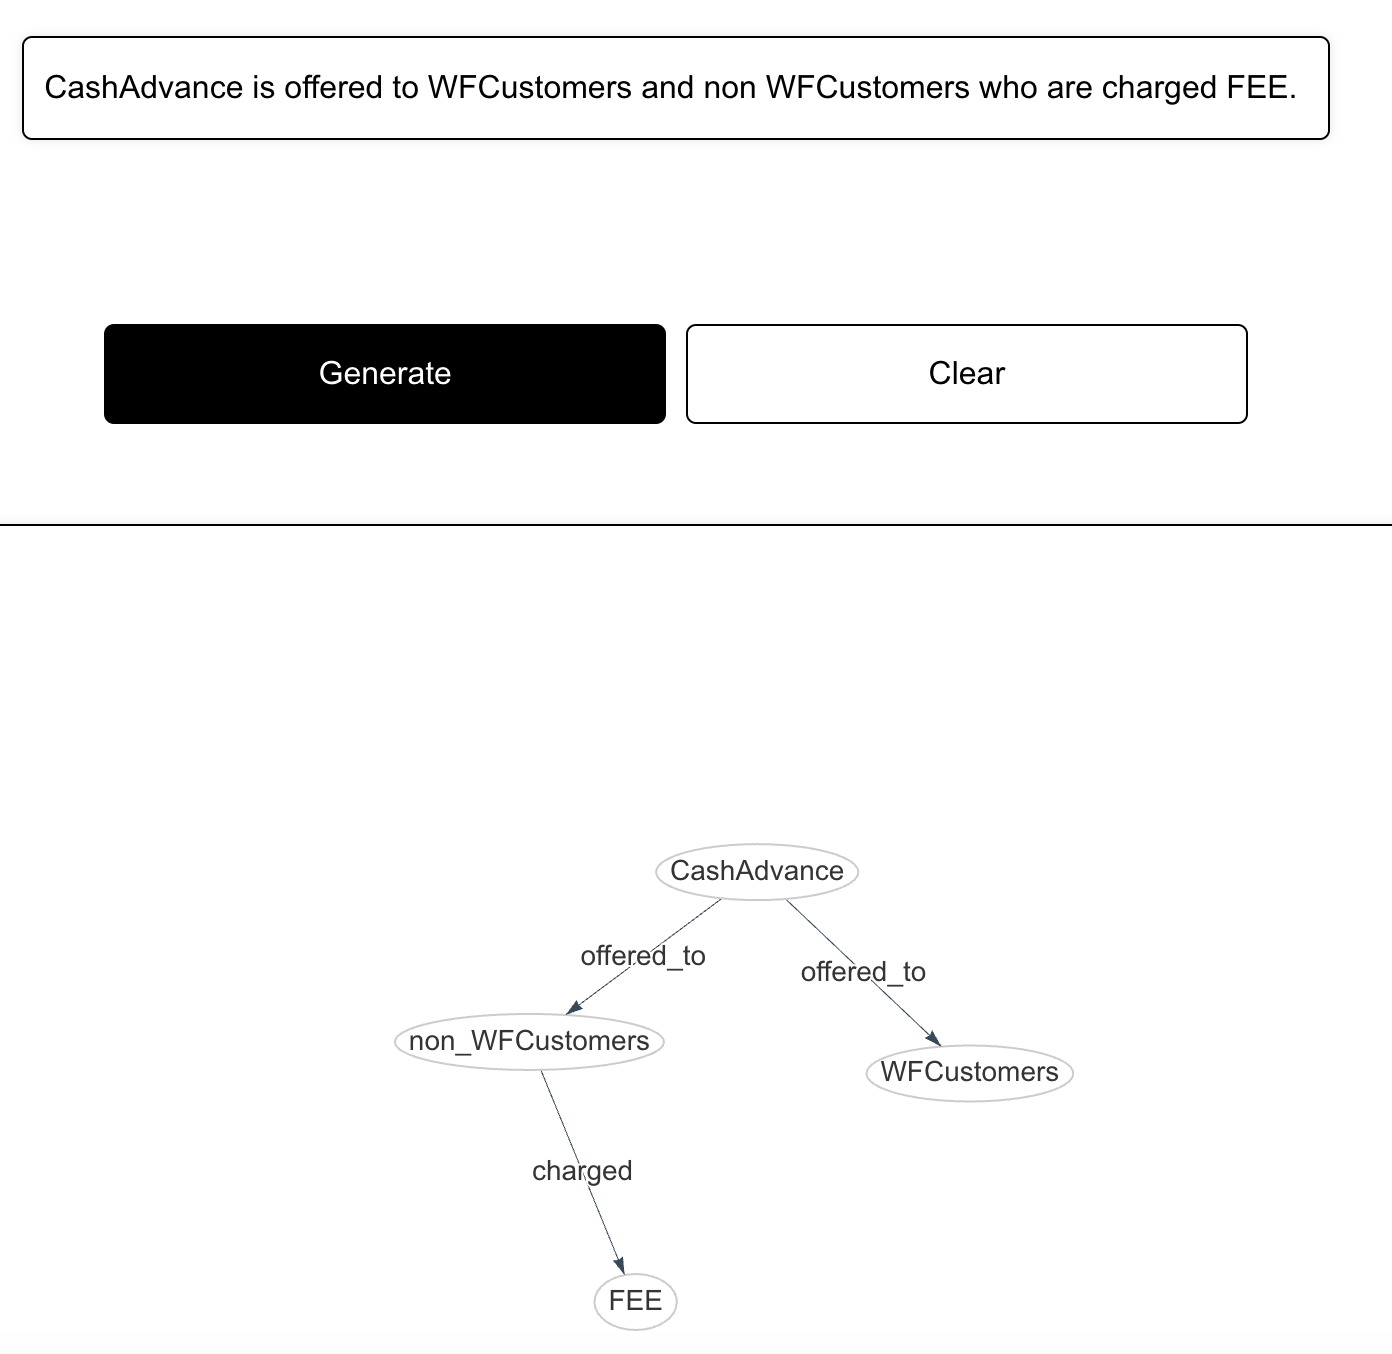 CashAdvance is offered to WFCustomers and non WFCustomers who are charged FEE.
Generate
Clear
CashAdvance
offered_to
offered_to
non_WFCustomers
WFCustomers
charged
FEE